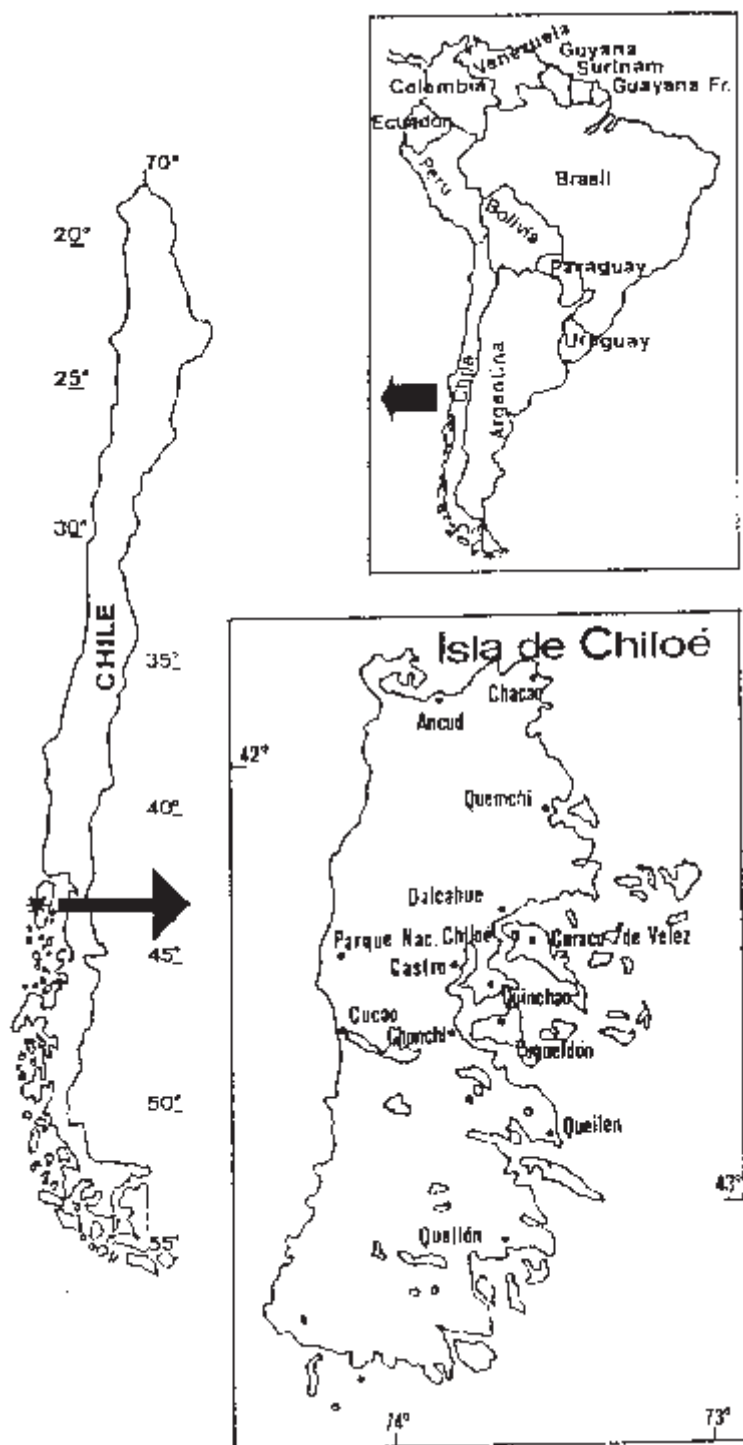 Venezuela
Guyana
Surinam
Guayana Fr.
Colombia
Ecuador
Peru
Brasil
Bolivia
Paraguay
Uruguay
Chile
Argentina
70°
20°
25°
30°
CHILE
35°
40°
45°
50°
55°
Isla de Chiloé
Chacao
Ancud
42°
Quemchi
Dalcahue
Parque Nac. Chiloé
Curaco de Velez
Castro
Quinchao
Cucao
Chonchi
Puqueldón
Queilen
43°
Quellón
74°
73°